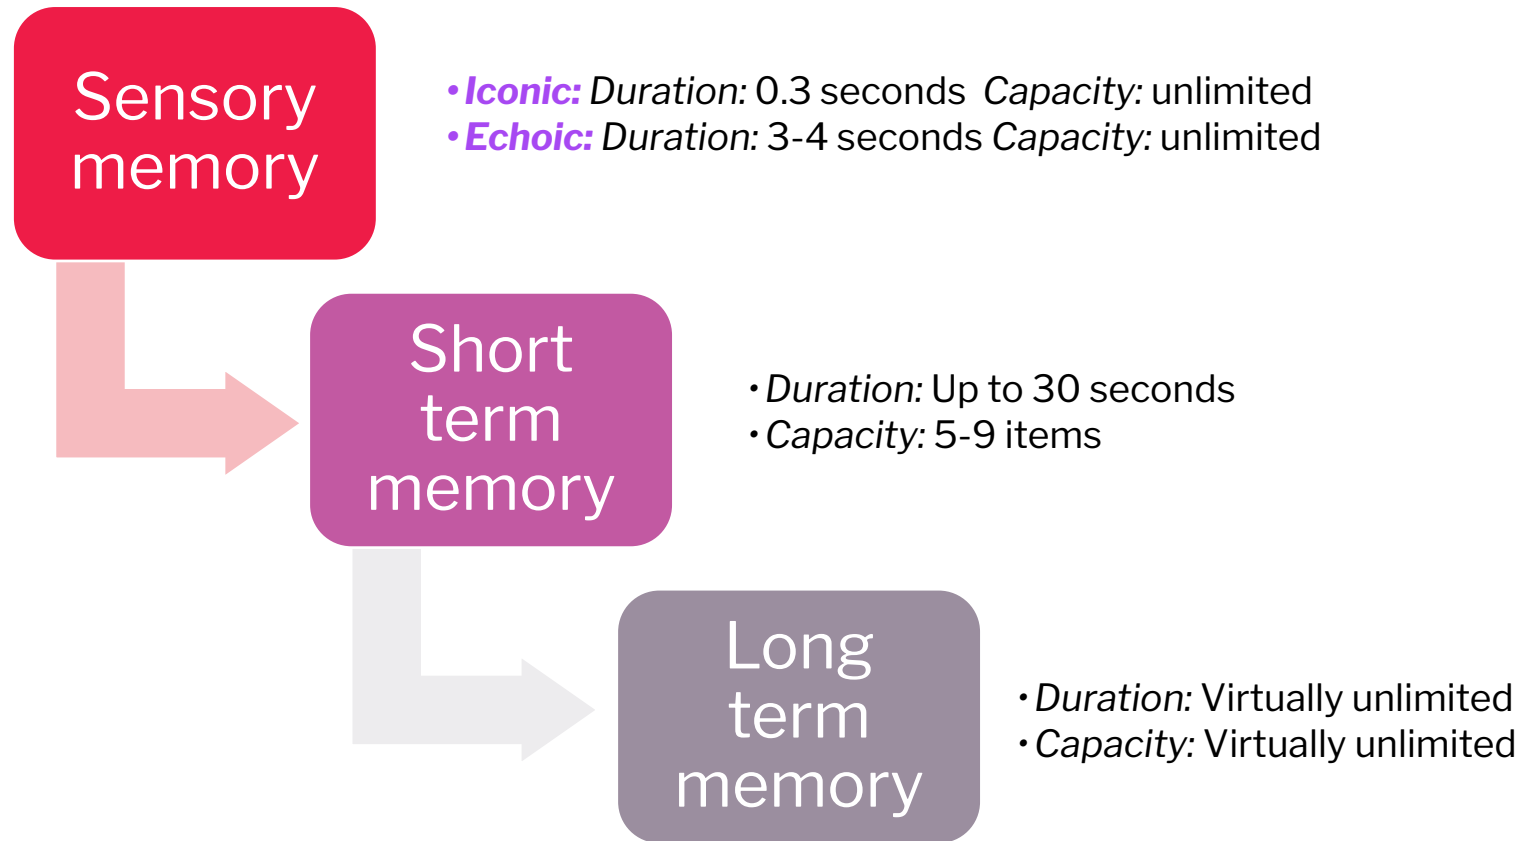 Sensory
memory
• Iconic: Duration: 0.3 seconds Capacity: unlimited
• Echoic: Duration: 3-4 seconds Capacity: unlimited
Short
term
memory
• Duration: Up to 30 seconds
• Capacity: 5-9 items
Long
term
memory
• Duration: Virtually unlimited
• Capacity: Virtually unlimited